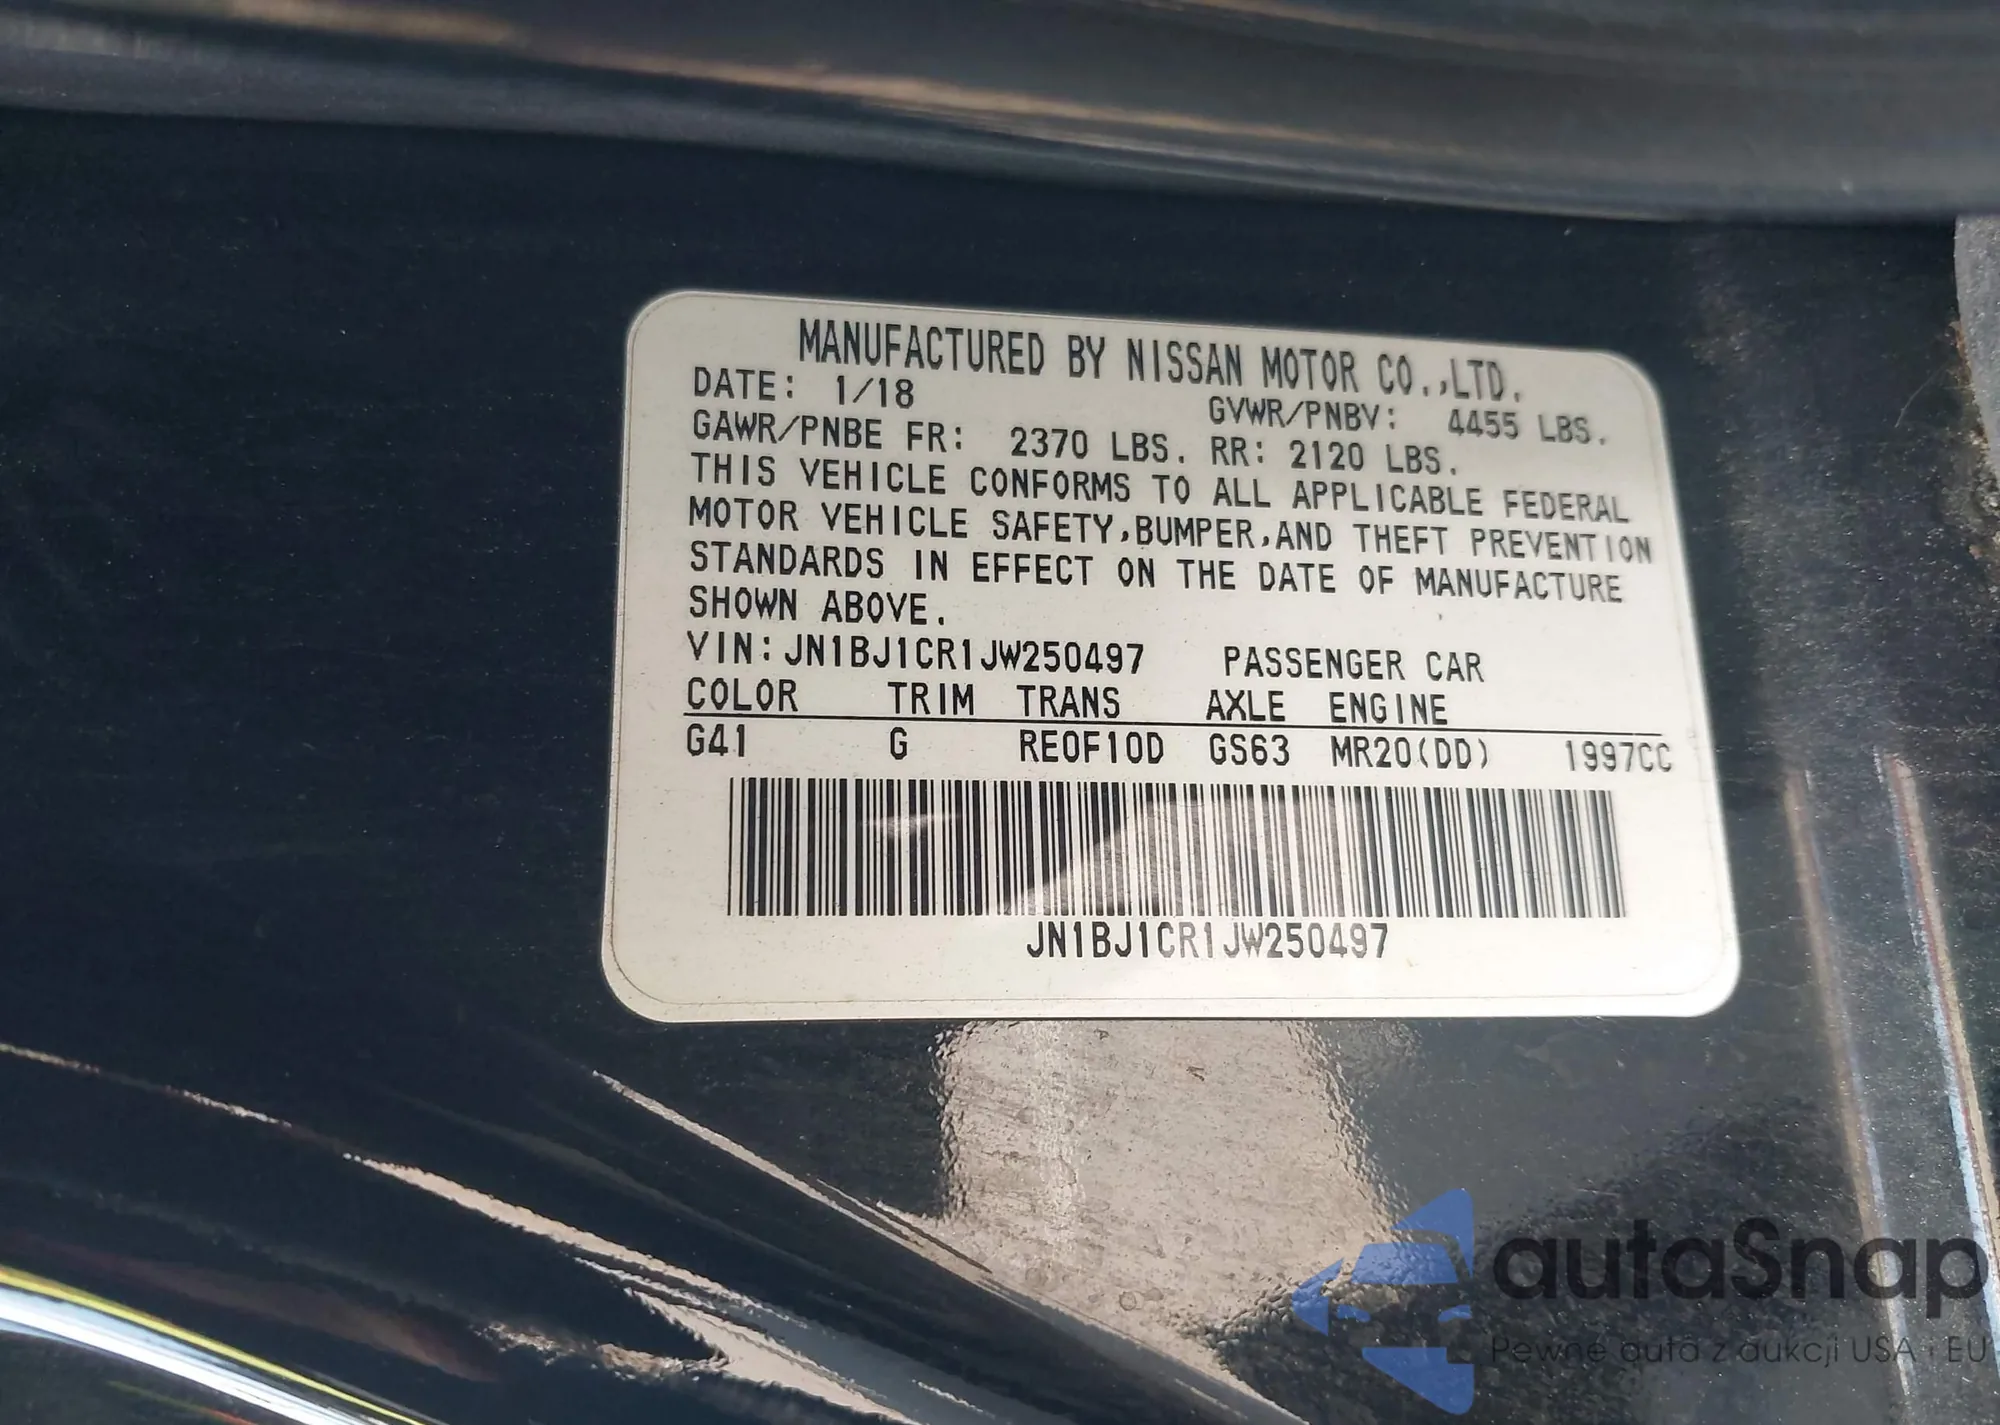 MANUFACTURED BY NISSAN MOTOR CO.,LTD.
DATE: 1/18 GVWR/PNBV: 4455 LBS.
GAWR/PNBE FR: 2370 LBS. RR: 2120 LBS.
THIS VEHICLE CONFORMS TO ALL APPLICABLE FEDERAL
MOTOR VEHICLE SAFETY,BUMPER,AND THEFT PREVENTION
STANDARDS IN EFFECT ON THE DATE OF MANUFACTURE
SHOWN ABOVE.
VIN:JN1BJ1CR1JW250497 PASSENGER CAR
COLOR TRIM TRANS AXLE ENGINE
G41 G RE0F10D GS63 MR20(DD) 1997CC
JN1BJ1CR1JW250497
autaSnap
Pewne auta z aukcji USA i EU